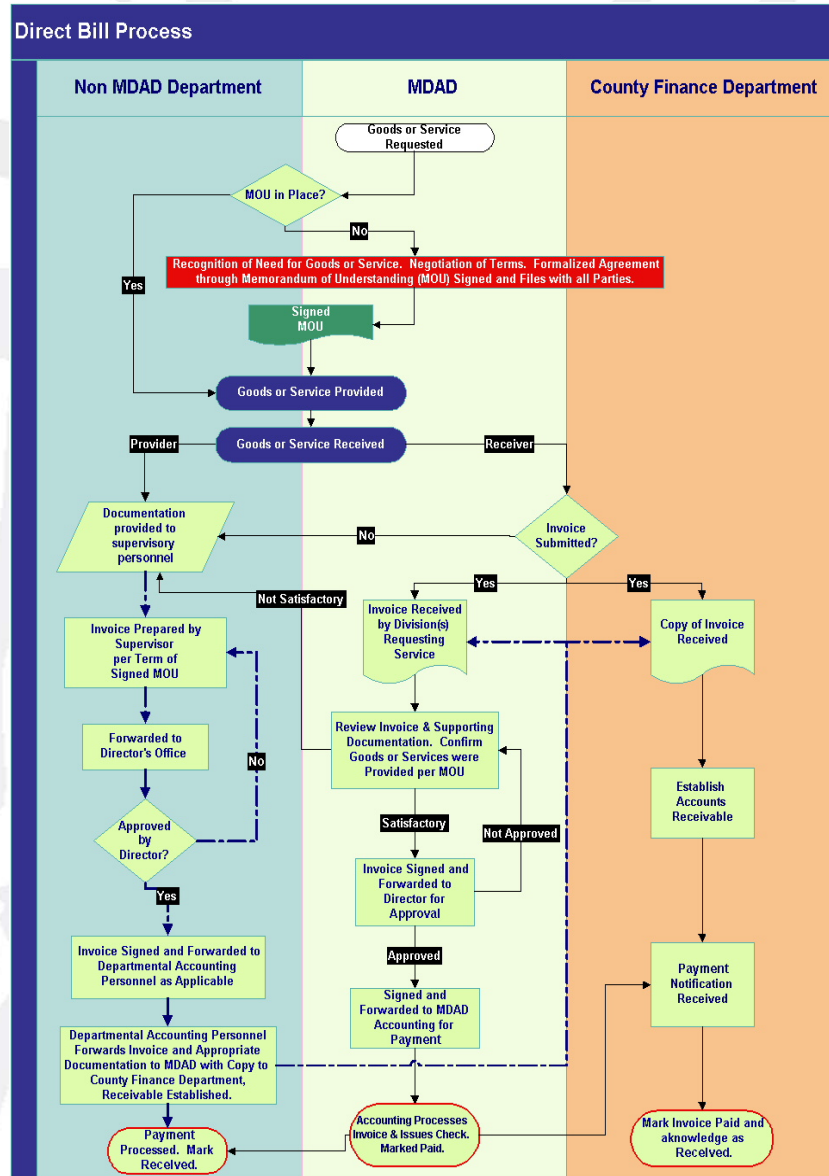 Direct Bill Process
Non MDAD Department
MDAD
County Finance Department
Goods or Service
Requested
MOU in Place?
No
Yes
Recognition of Need for Goods or Service. Negotiation of Terms. Formalized Agreement
through Memorandum of Understanding (MOU) Signed and Files with all Parties.
Signed
MOU
Goods or Service Provided
Provider
Goods or Service Received
Receiver
Documentation
provided to
supervisory
personnel
No
Invoice
Submitted?
Not Satisfactory
Yes
Yes
Invoice Received
by Division(s)
Requesting
Service
Copy of Invoice
Received
Invoice Prepared by
Supervisor
per Term of
Signed MOU
Forwarded to
Director's Office
No
Review Invoice & Supporting
Documentation. Confirm
Goods or Services were
Provided per MOU
Establish
Accounts
Receivable
Satisfactory
Not Approved
Approved
by
Director?
Yes
Invoice Signed and
Forwarded to
Director for
Approval
Approved
Invoice Signed and Forwarded to
Departmental Accounting
Personnel as Applicable
Payment
Notification
Received
Signed and
Forwarded to MDAD
Accounting for
Payment
Departmental Accounting Personnel
Forwards Invoice and Appropriate
Documentation to MDAD with Copy to
County Finance Department,
Receivable Established.
Payment
Processed. Mark
Received.
Accounting Processes
Invoice & Issues Check.
Marked Paid.
Mark Invoice Paid and
aknowledge as
Recelved.